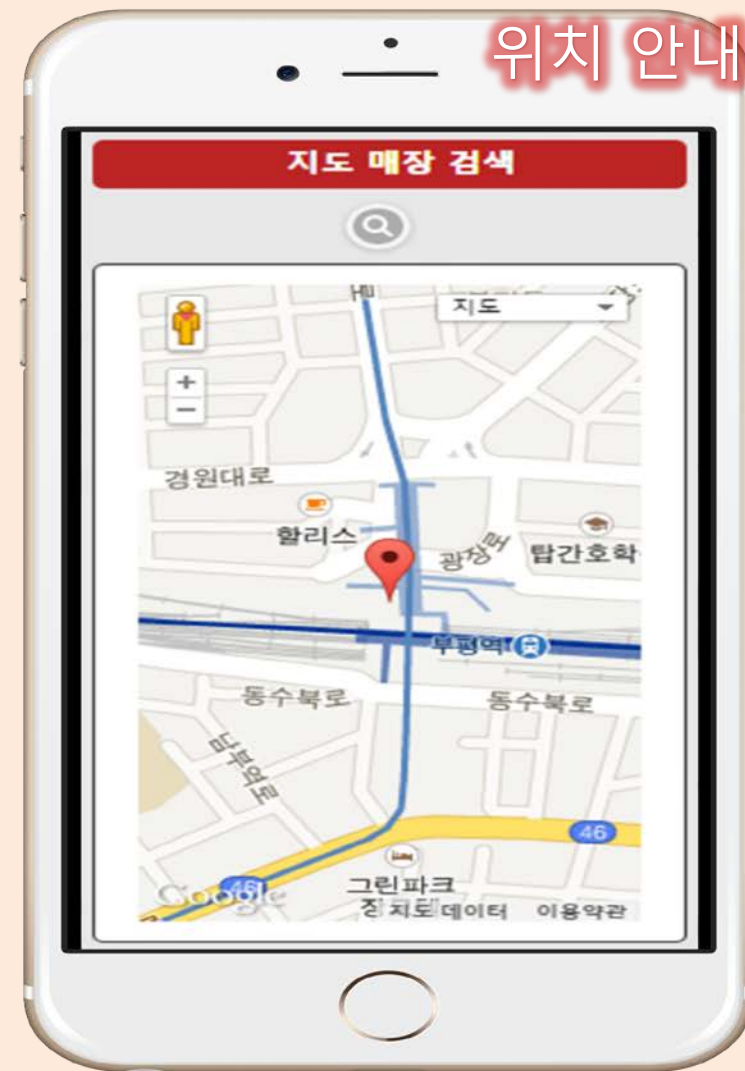 위치 안내
지도 매장 검색
지도
+
−
경원대로
할리스
광장로
탑간호학
부평역
동수북로
동수북로
남부역로
46
46
그린파크
Google
지도 데이터
이용약관